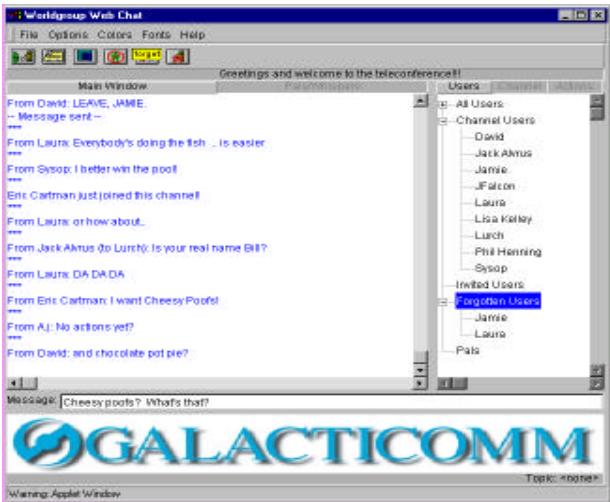 Worldgroup Web Chat
File Options Colors Fonts Help
forget
Greetings and welcome to the teleconference!!!
Main Window
Users Channel Actions
From David: LEAVE, JAMIE.
-- Message sent --
***
From Laura: Everybody's doing the fish .. is easier
***
From Sysop: I better win the pool!
***
Eric Cartman just joined this channel!
***
From Laura: or how about..
***
From Jack Alvrus (to Lurch): Is your real name Bill?
***
From Laura: DA DA DA
***
From Eric Cartman: I want Cheesy Poofs!
***
From A.j: No actions yet?
***
From David: and chocolate pot pie?
All Users
Channel Users
David
Jack Alvrus
Jamie
JFalcon
Laura
Lisa Kelley
Lurch
Phil Henning
Sysop
Invited Users
Forgotten Users
Jamie
Laura
Pals
Message: Cheesy poofs? What's that?
GALACTICOMM
Topic: <none>
Warning: Applet Window